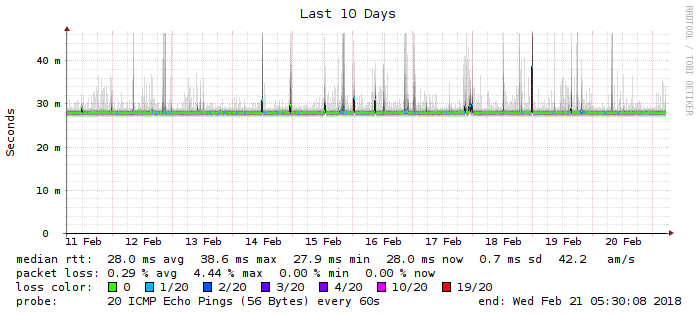 Last 10 Days
RRDTOOL / TOBI OETIKER
Seconds
40 m
30 m
20 m
10 m
0
11 Feb 12 Feb 13 Feb 14 Feb 15 Feb 16 Feb 17 Feb 18 Feb 19 Feb 20 Feb
median rtt: 28.0 ms avg 38.6 ms max 27.9 ms min 28.0 ms now 0.7 ms sd 42.2 am/s
packet loss: 0.29 % avg 4.44 % max 0.00 % min 0.00 % now
loss color: 0 1/20 2/20 3/20 4/20 10/20 19/20
probe: 20 ICMP Echo Pings (56 Bytes) every 60s end: Wed Feb 21 05:30:08 2018